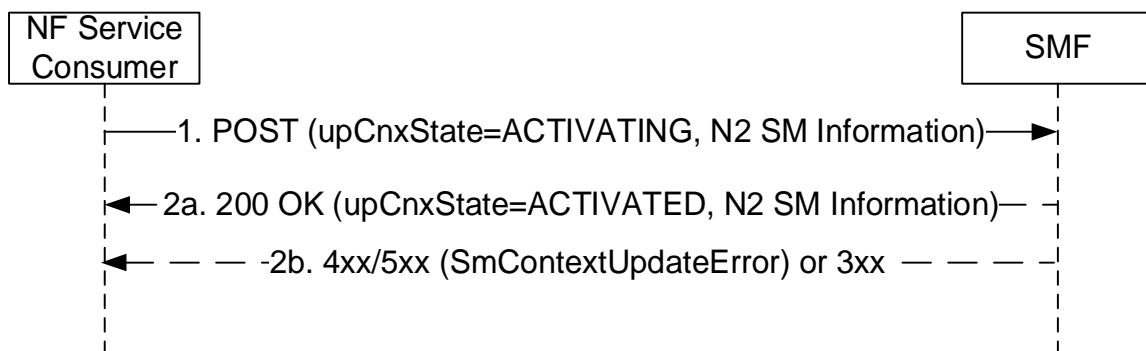 NF Service
Consumer
SMF
1. POST (upCnxState=ACTIVATING, N2 SM Information)
2a. 200 OK (upCnxState=ACTIVATED, N2 SM Information)
2b. 4xx/5xx (SmContextUpdateError) or 3xx